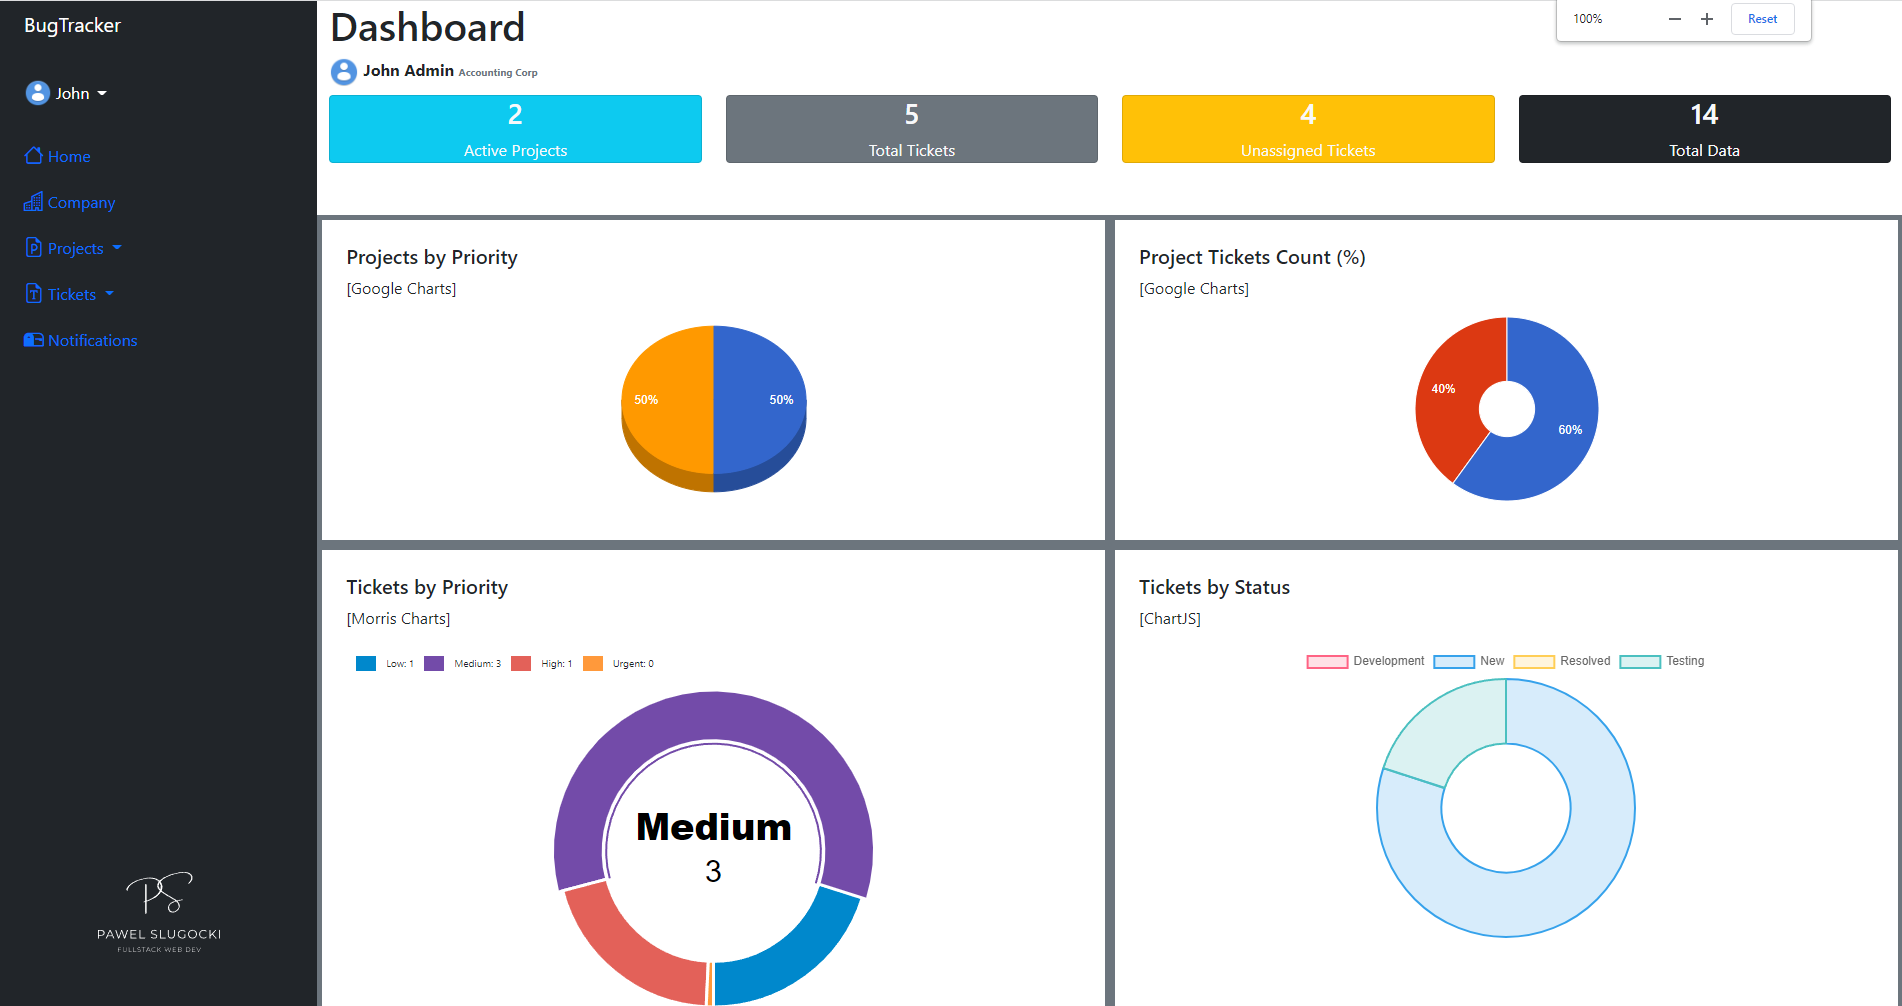 BugTracker
John
Home
Company
Projects
Tickets
Notifications
PS
PAWEL SLUGOCKI
FULLSTACK WEB DEV
100%
Reset
Dashboard
John Admin Accounting Corp
2
Active Projects
5
Total Tickets
4
Unassigned Tickets
14
Total Data
Projects by Priority
[Google Charts]
50%
50%
Project Tickets Count (%)
[Google Charts]
40%
60%
Tickets by Priority
[Morris Charts]
Low: 1 Medium: 3 High: 1 Urgent: 0
Medium
3
Tickets by Status
[ChartJS]
Development New Resolved Testing